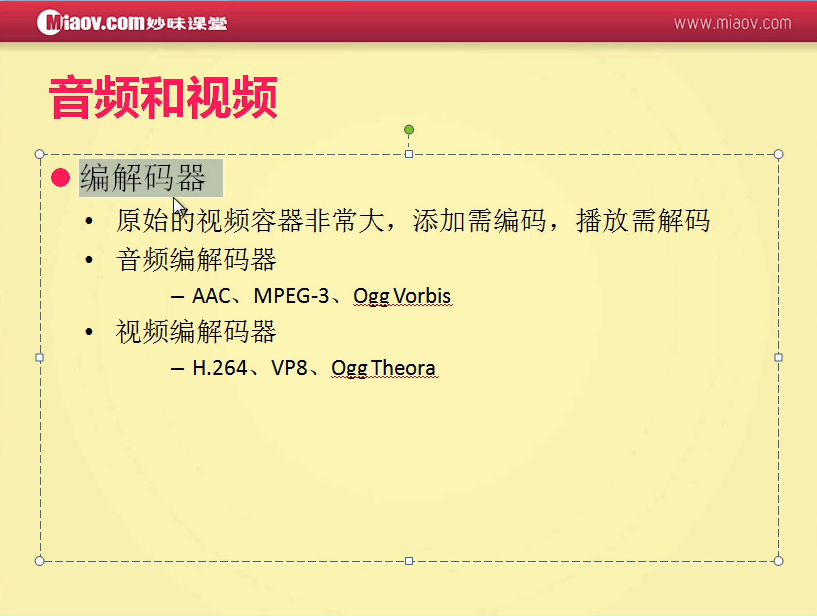 Miaov.com妙味课堂
www.miaov.com
音频和视频
编解码器
• 原始的视频容器非常大，添加需编码，播放需解码
• 音频编解码器
– AAC、MPEG-3、Ogg Vorbis
• 视频编解码器
– H.264、VP8、Ogg Theora